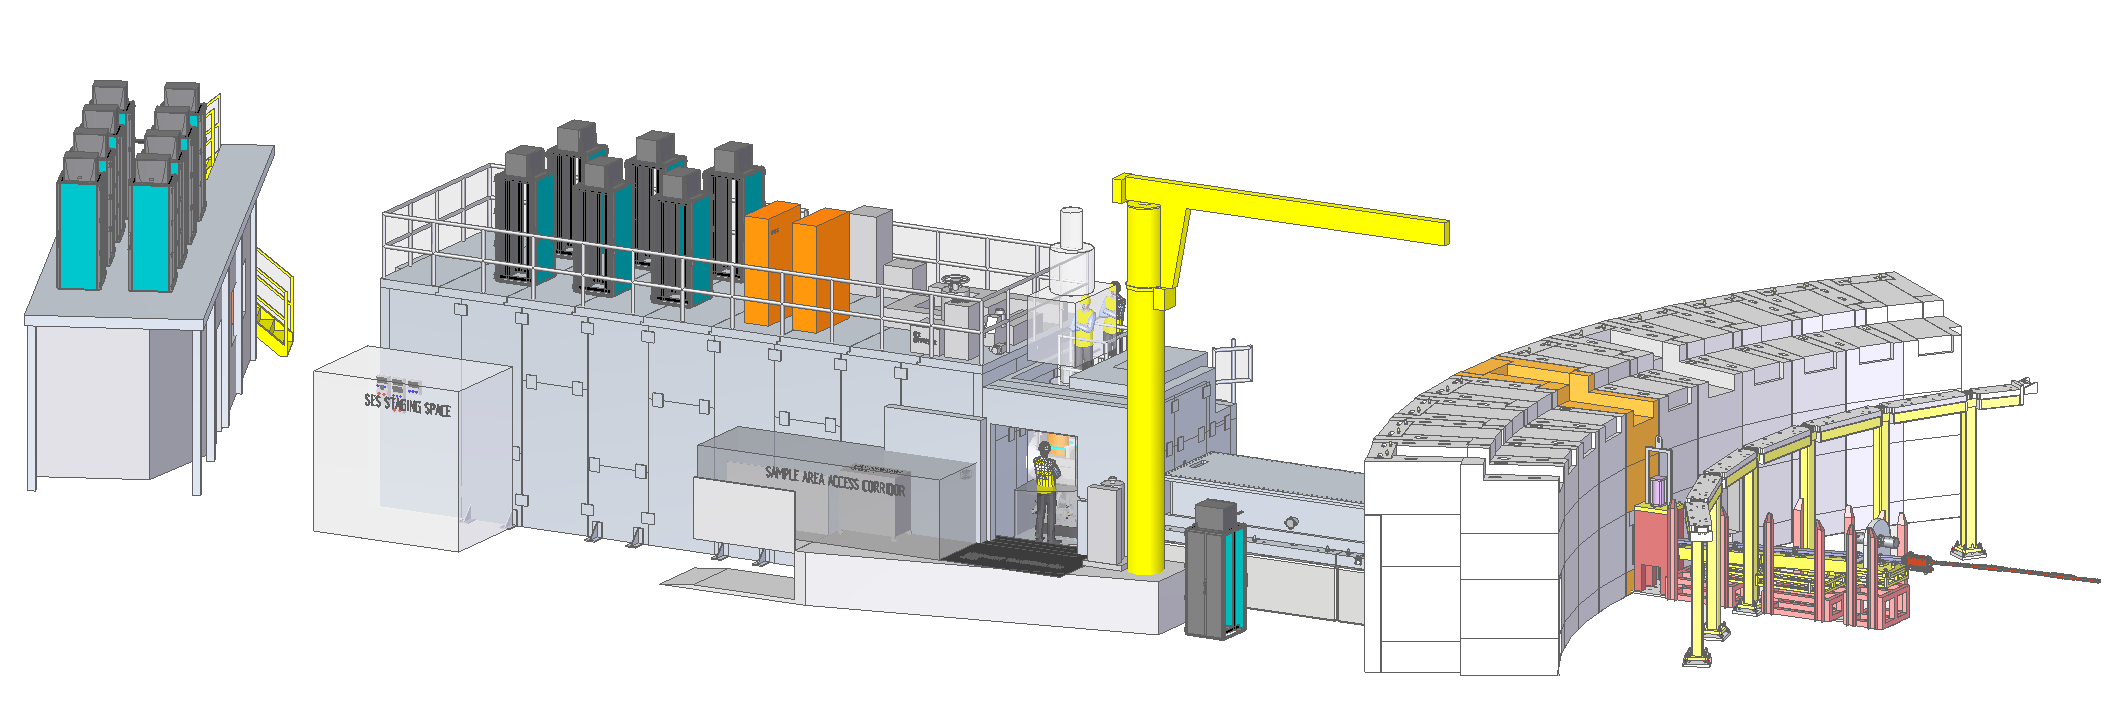 SES STAGING SPACE
SAMPLE AREA ACCESS CORRIDOR